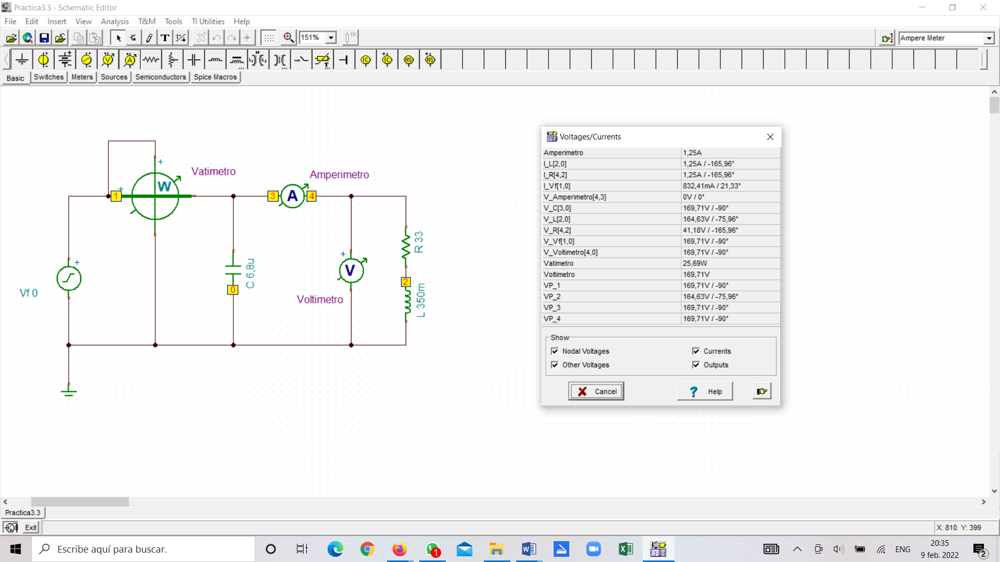 Practica3.3 - Schematic Editor
File Edit Insert View Analysis T&M Tools TI Utilities Help
151%
1K
Ampere Meter
Basic Switches Meters Sources Semiconductors Spice Macros
Vatimetro
W
1
Amperimetro
3 A 4
R 33
C 6,8u
0
V
Voltimetro
2
L 350m
Vf 0
Voltages/Currents
Amperimetro 1,25A
I_L[2,0] 1,25A / -165,96°
I_R[4,2] 1,25A / -165,96°
I_Vf[1,0] 832,41mA / 21,33°
V_Amperimetro[4,3] 0V / 0°
V_C[3,0] 169,71V / -90°
V_L[2,0] 164,63V / -75,96°
V_R[4,2] 41,18V / -165,96°
V_Vf[1,0] 169,71V / -90°
V_Voltimetro[4,0] 169,71V / -90°
Vatimetro 25,69W
Voltimetro 169,71V
VP_1 169,71V / -90°
VP_2 164,63V / -75,96°
VP_3 169,71V / -90°
VP_4 169,71V / -90°
Show
Nodal Voltages Currents
Other Voltages Outputs
Cancel ? Help
Practica3.3
Exit
X: 810 Y: 399
Escribe aquí para buscar.
1
ENG
20:35
9 feb. 2022
2